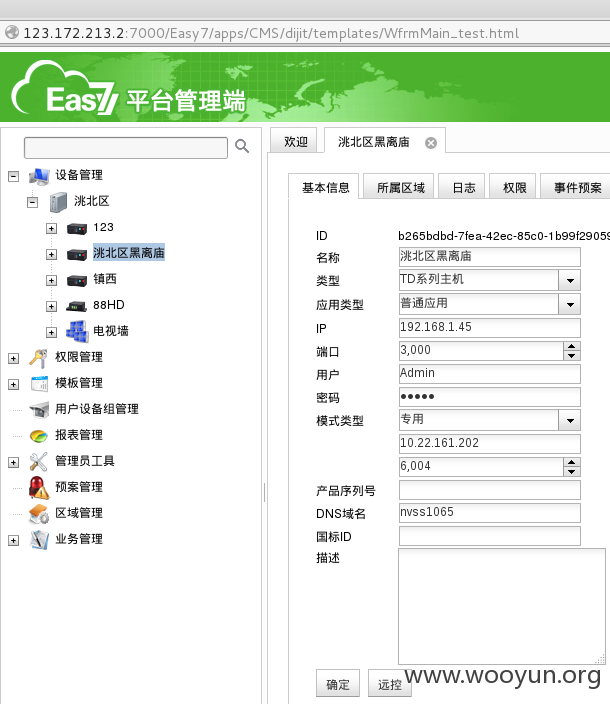 123.172.213.2:7000/Easy7/apps/CMS/dijit/templates/WfrmMain_test.html
Easy7 平台管理端
设备管理
洮北区
123
洮北区黑离庙
镇西
88HD
电视墙
权限管理
模板管理
用户设备组管理
报表管理
管理员工具
预案管理
区域管理
业务管理
欢迎 洮北区黑离庙
基本信息 所属区域 日志 权限 事件预案
ID b265bdbd-7fea-42ec-85c0-1b99f29059
名称 洮北区黑离庙
类型 TD系列主机
应用类型 普通应用
IP 192.168.1.45
端口 3,000
用户 Admin
密码 ●●●●●
模式类型 专用
10.22.161.202
6,004
产品序列号
DNS域名 nvss1065
国标ID
描述
确定 远控
www.wooyun.org